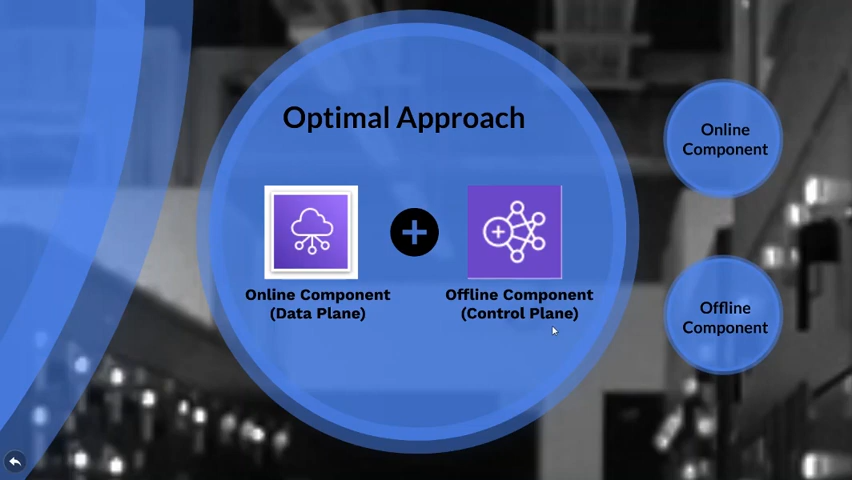 Optimal Approach
Online Component
(Data Plane)
Offline Component
(Control Plane)
Online
Component
Offline
Component